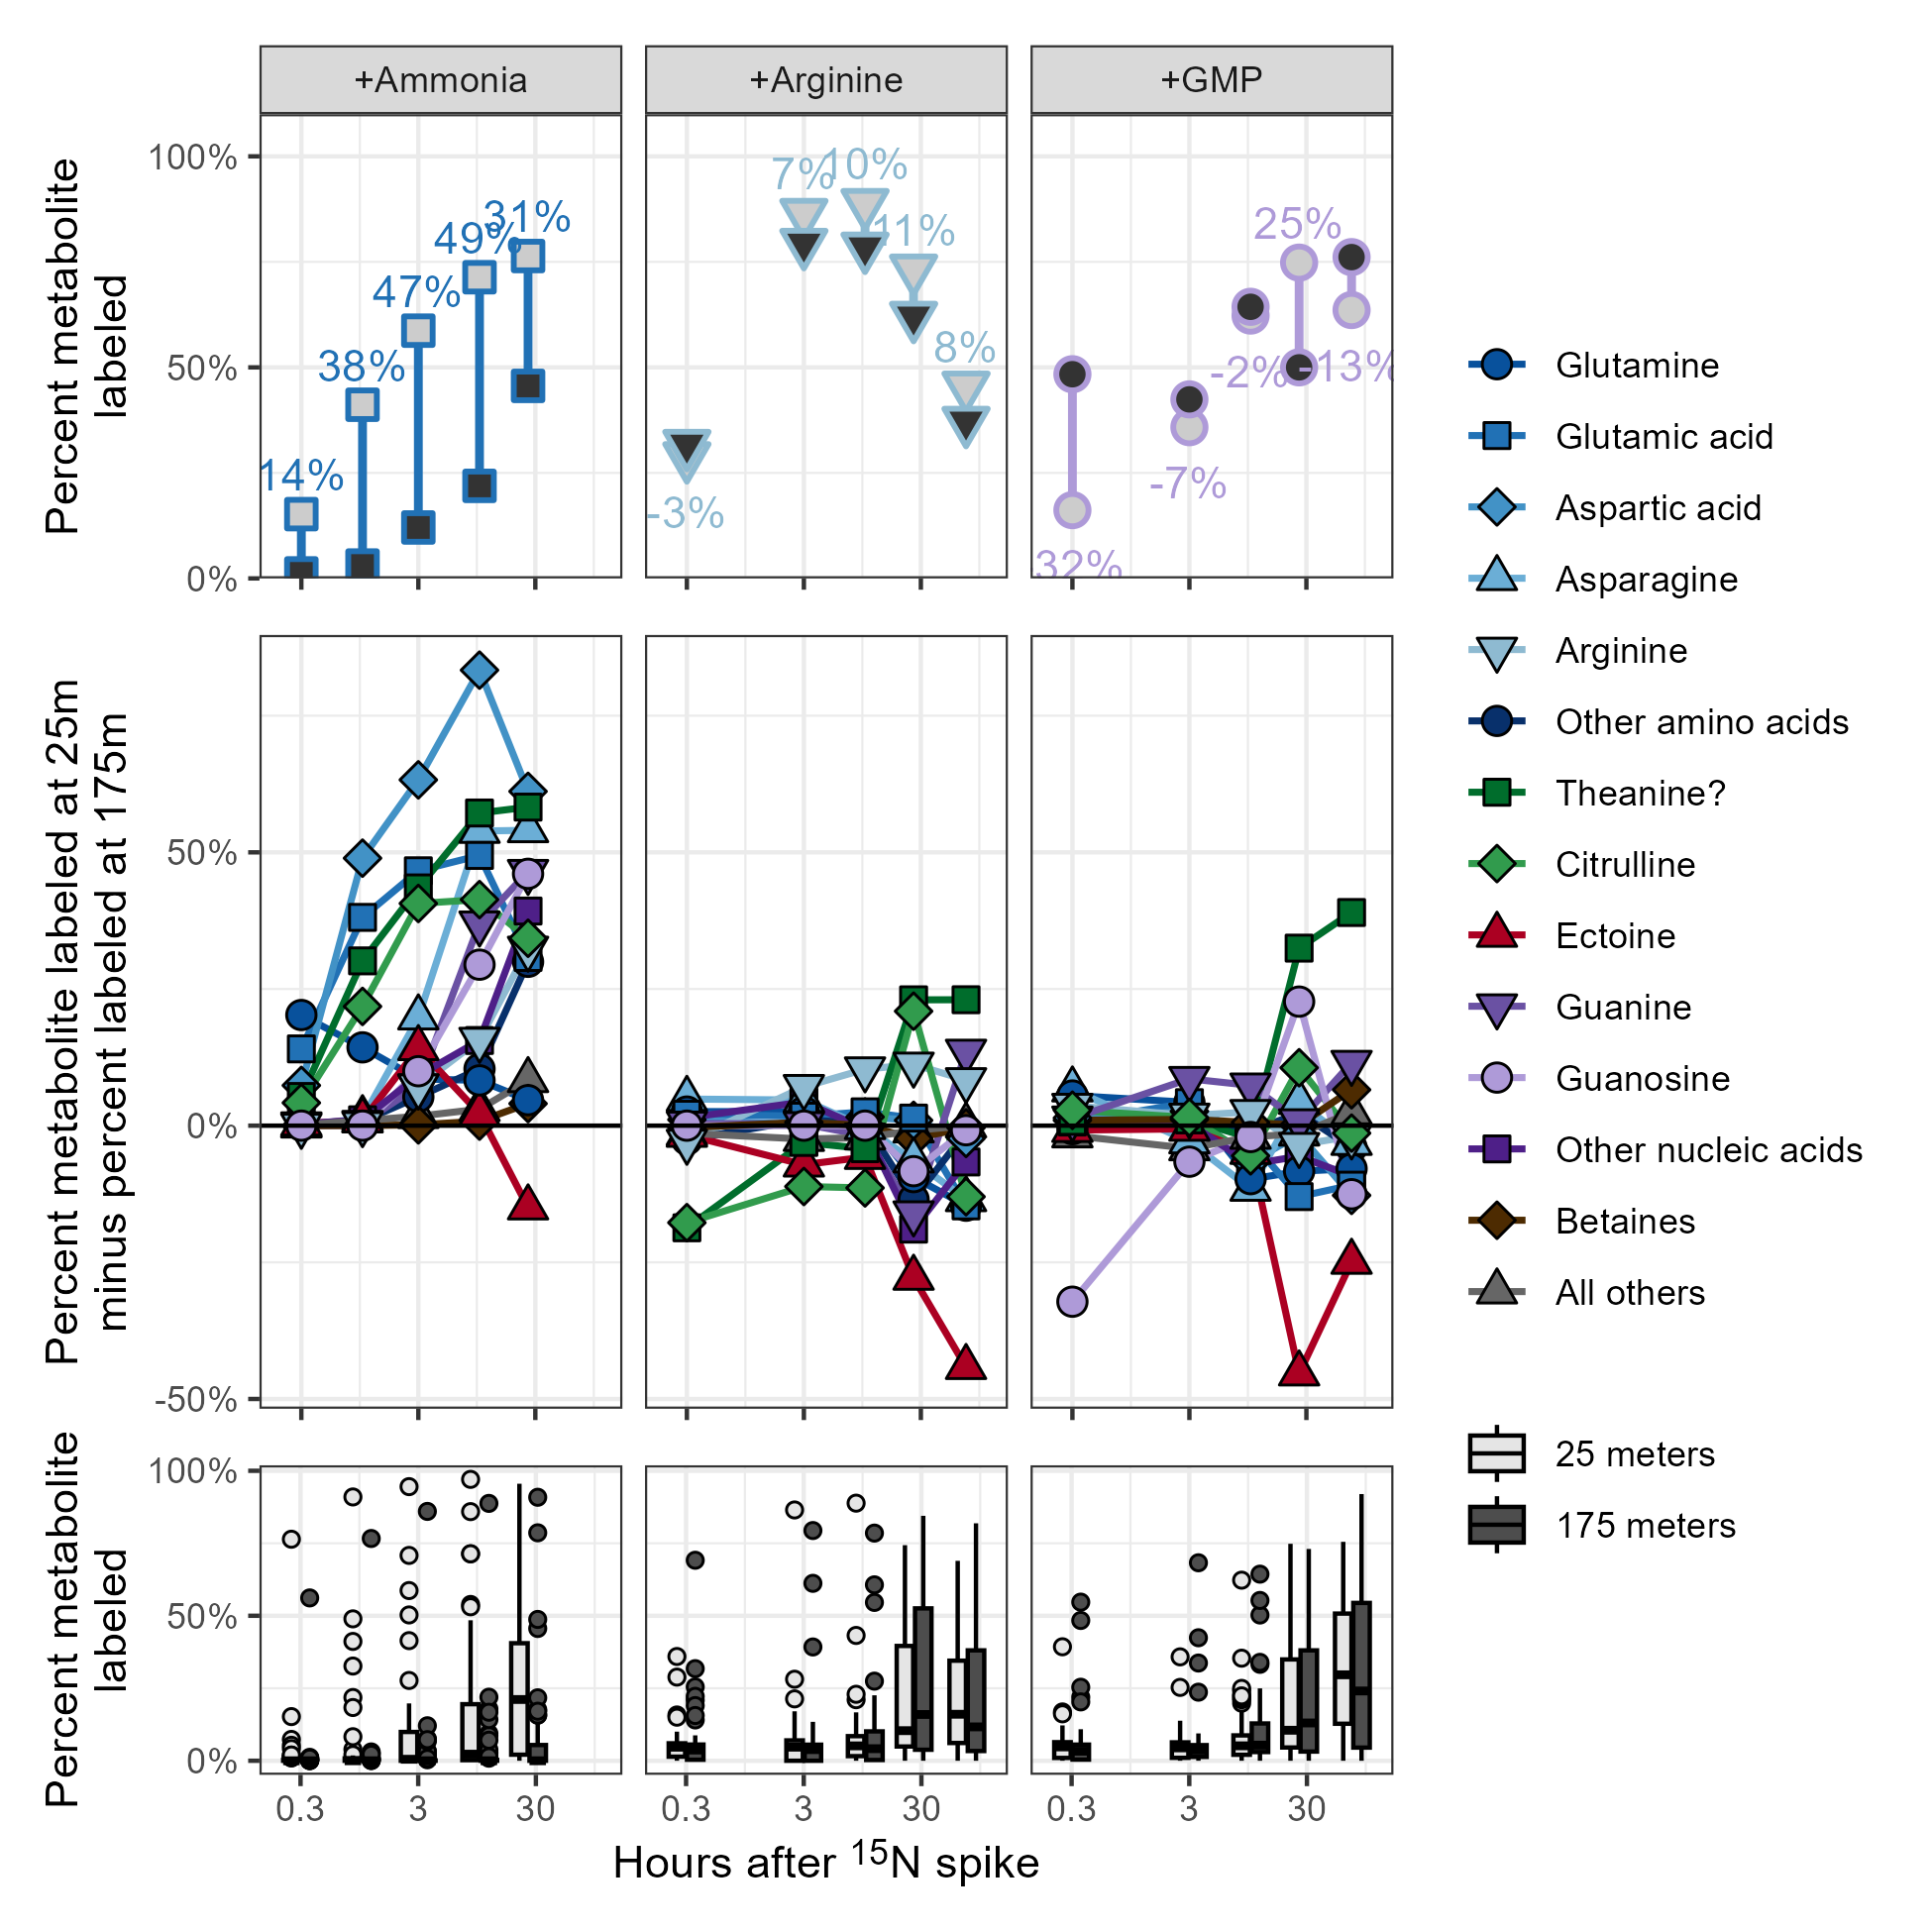 +Ammonia
+Arginine
+GMP
Percent metabolite
labeled
100%
50%
0%
14%
38%
47%
49%
31%
-3%
7%
10%
11%
8%
32%
-7%
-2%
25%
-13%
Percent metabolite labeled at 25m
minus percent labeled at 175m
50%
0%
-50%
Percent metabolite
labeled
100%
50%
0%
0.3
3
30
0.3
3
30
0.3
3
30
Hours after 15N spike
Glutamine
Glutamic acid
Aspartic acid
Asparagine
Arginine
Other amino acids
Theanine?
Citrulline
Ectoine
Guanine
Guanosine
Other nucleic acids
Betaines
All others
25 meters
175 meters